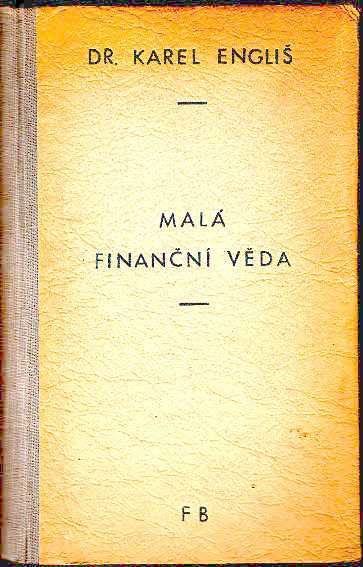 DR. KAREL ENGLIŠ
MALÁ
FINANČNÍ VĚDA
F B